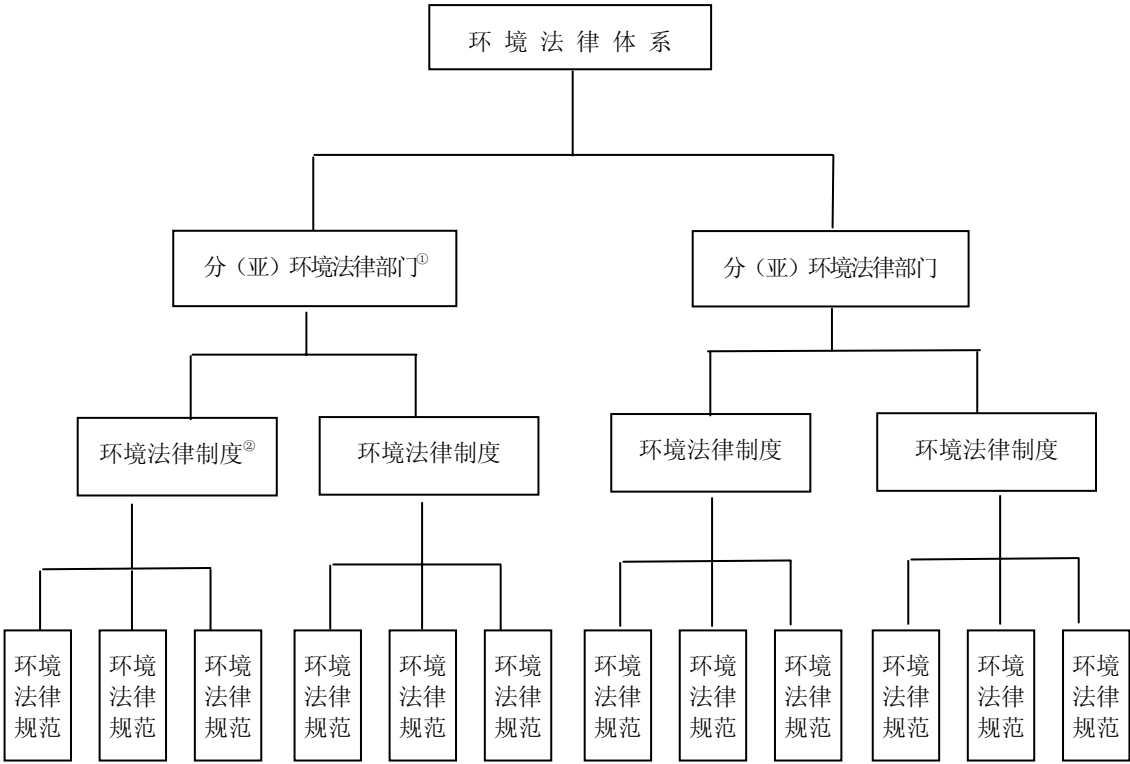 环境法律体系
分（亚）环境法律部门①
分（亚）环境法律部门
环境法律制度②
环境法律制度
环境法律制度
环境法律制度
环境
法律
规范
环境
法律
规范
环境
法律
规范
环境
法律
规范
环境
法律
规范
环境
法律
规范
环境
法律
规范
环境
法律
规范
环境
法律
规范
环境
法律
规范
环境
法律
规范
环境
法律
规范